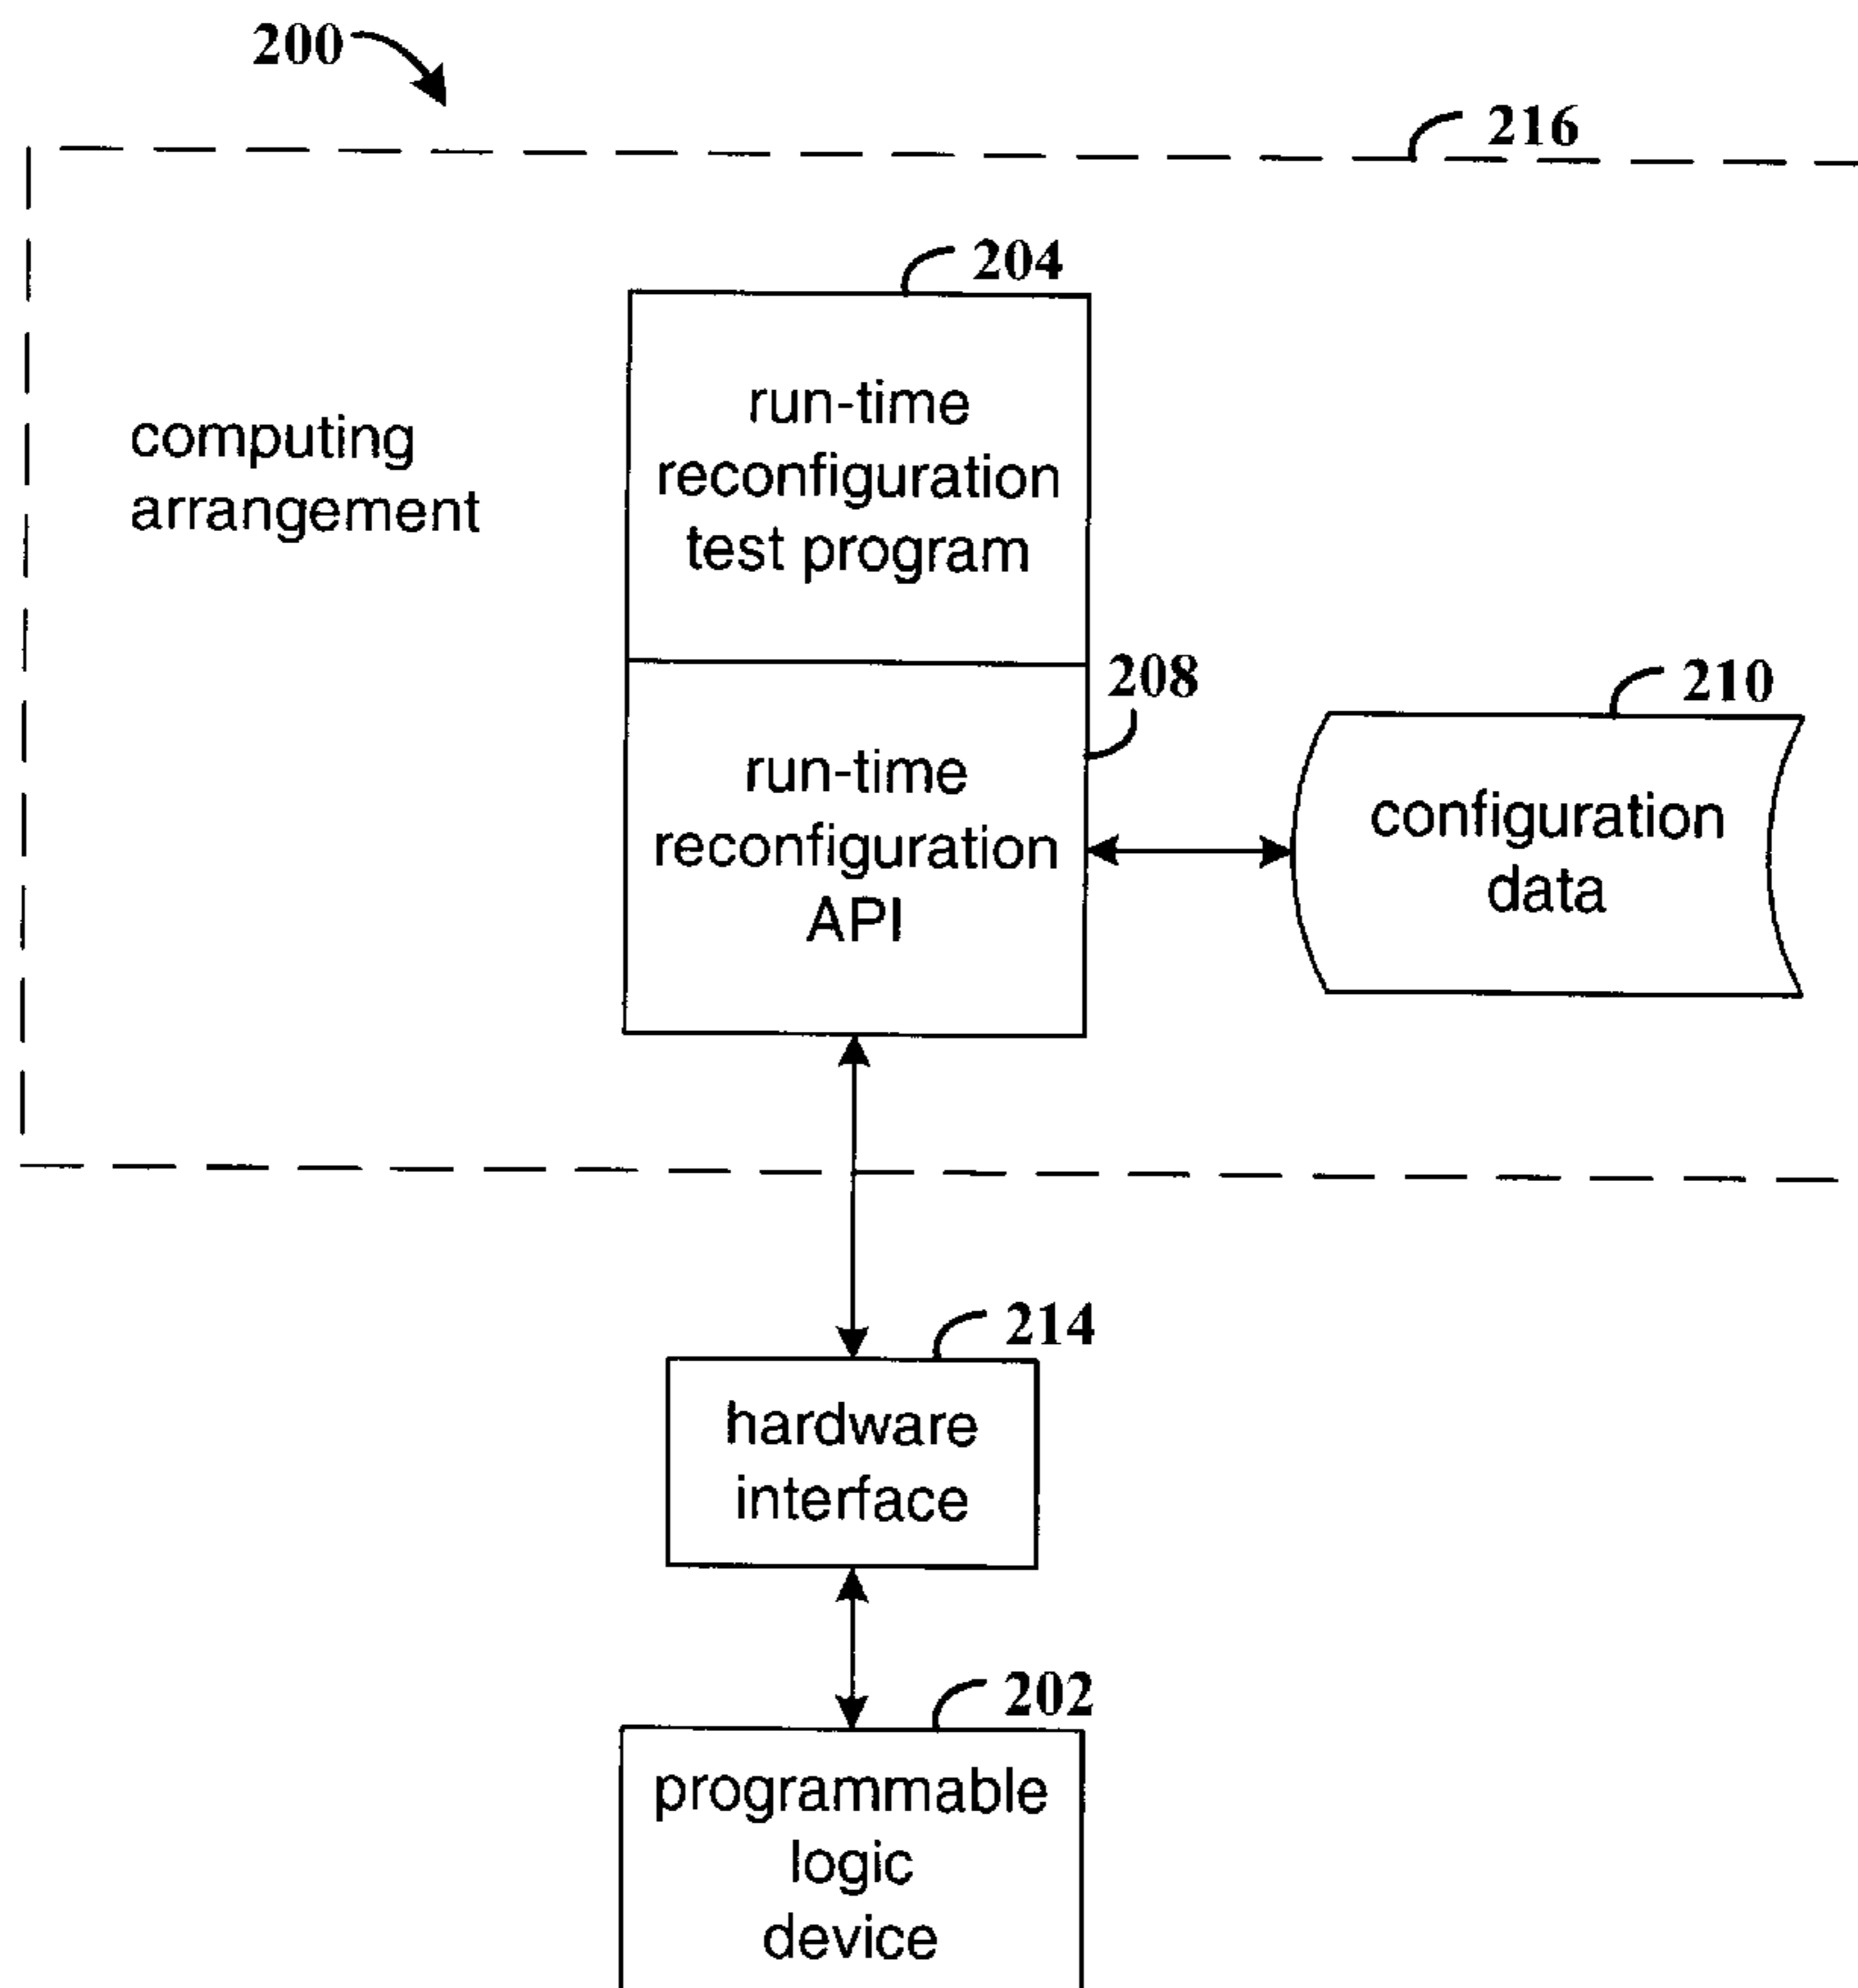 200
216
204
run-time
reconfiguration
test program
computing
arrangement
208
run-time
reconfiguration
API
210
configuration
data
214
hardware
interface
202
programmable
logic
device